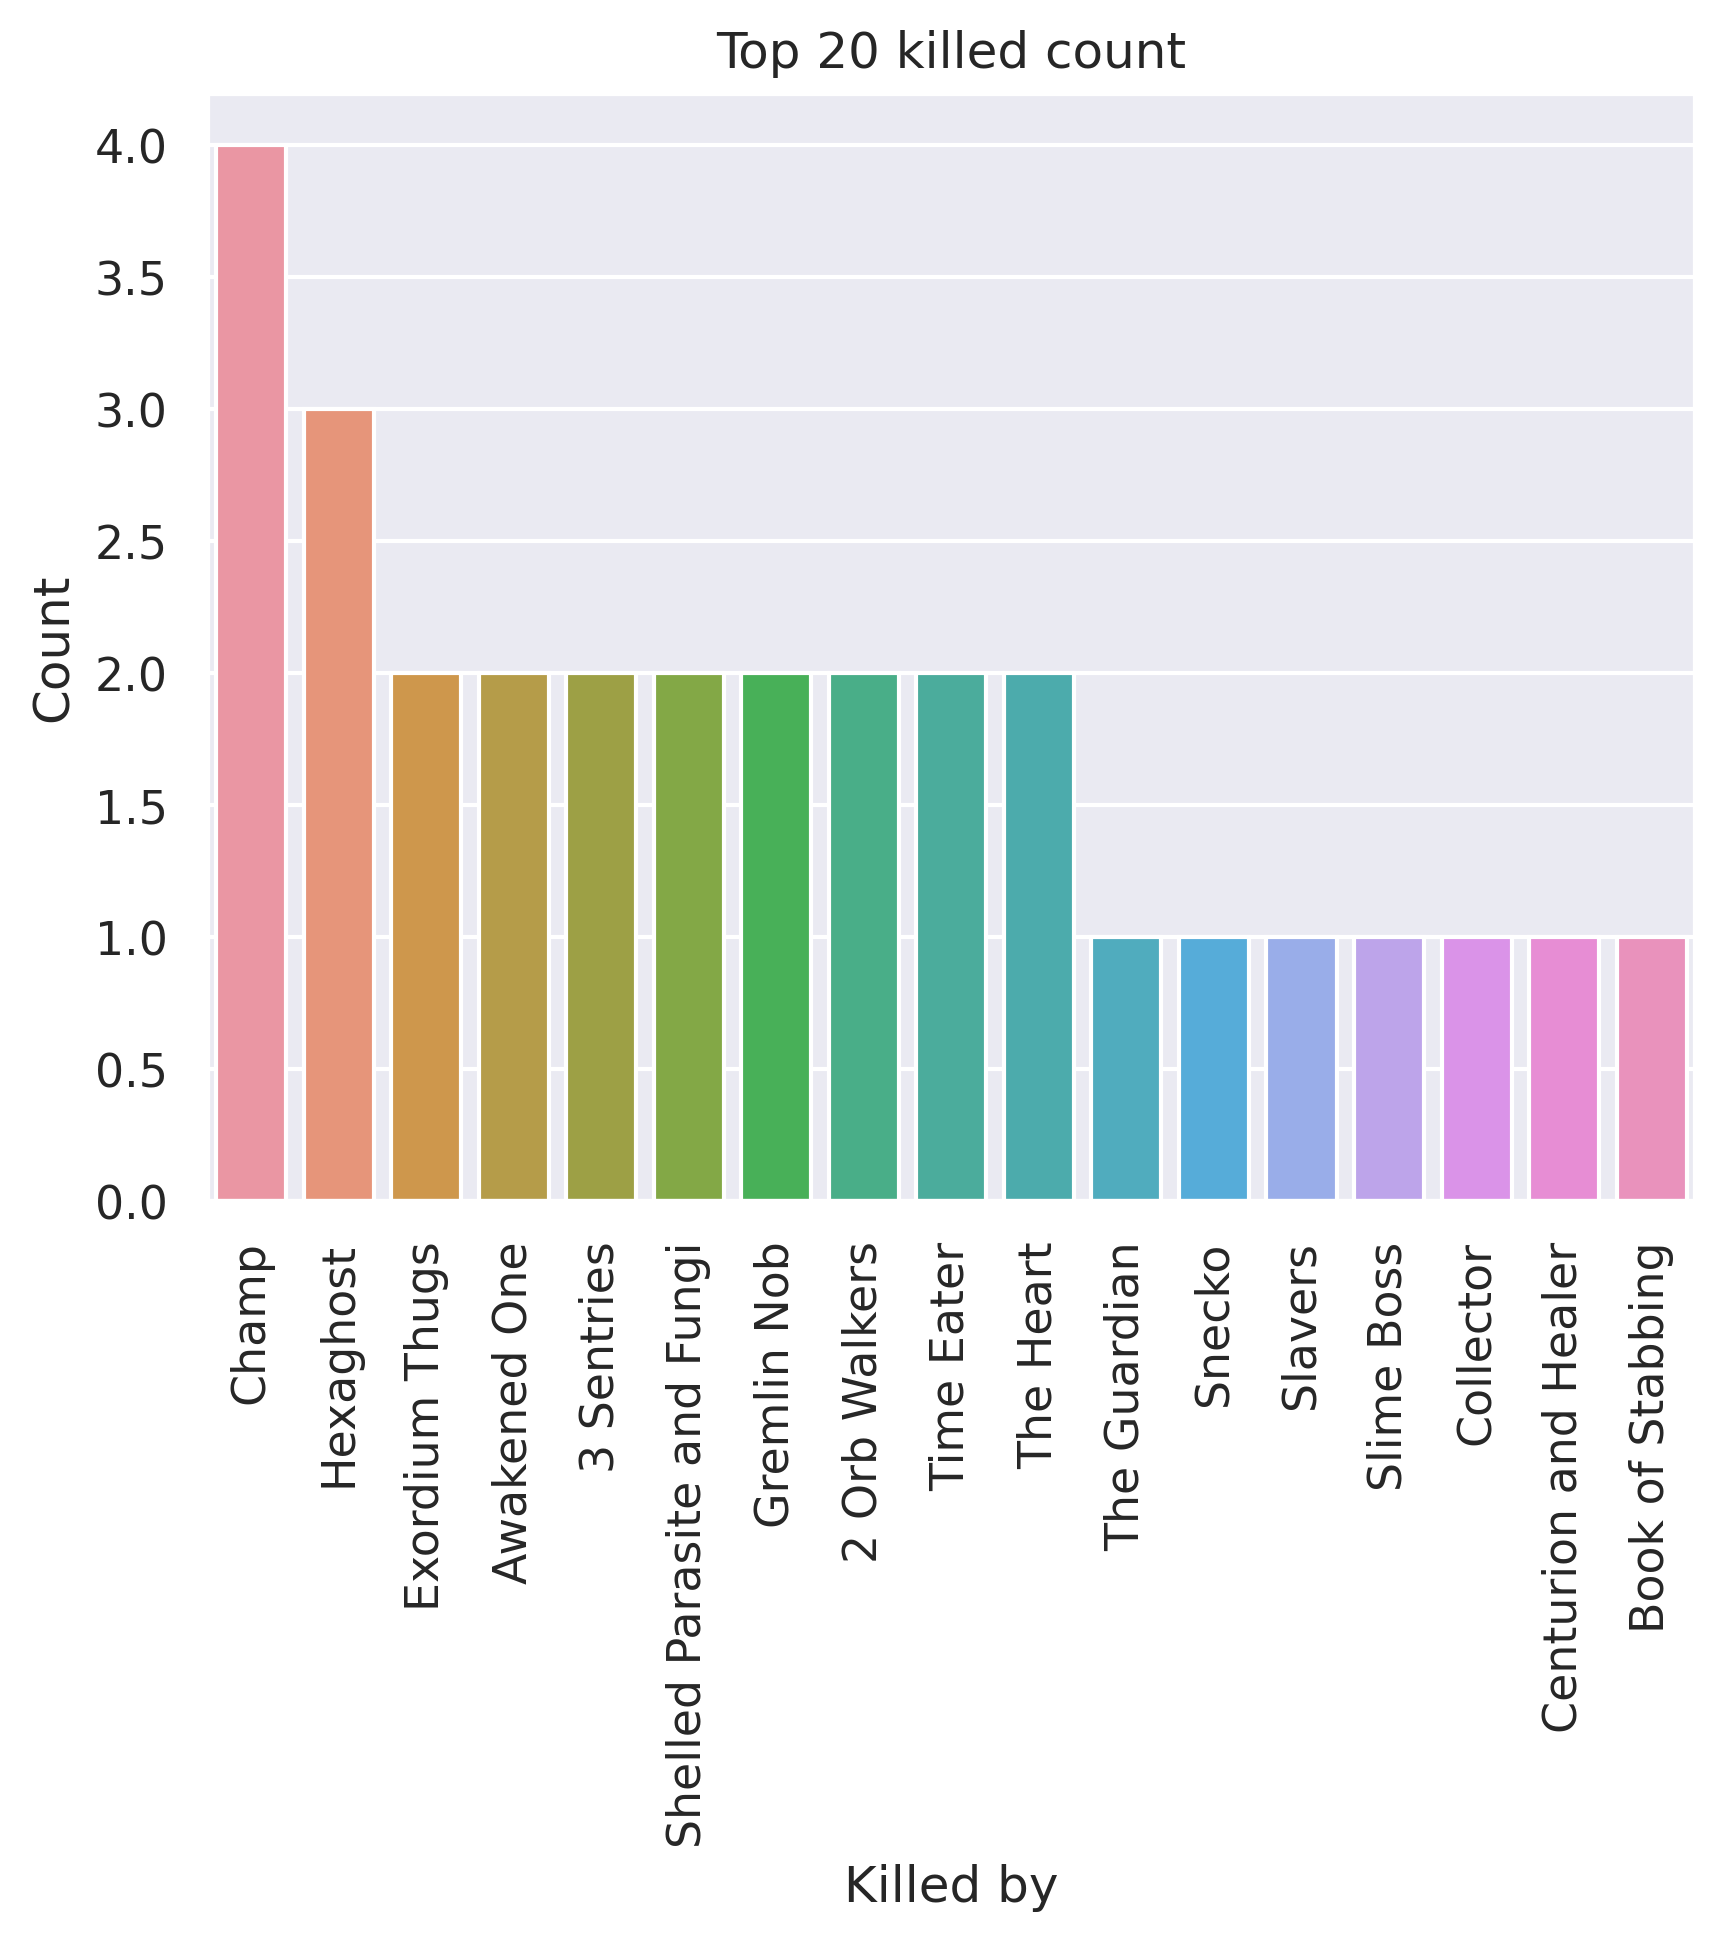 Top 20 killed count
Count
4.0
3.5
3.0
2.5
2.0
1.5
1.0
0.5
0.0
Champ
Hexaghost
Exordium Thugs
Awakened One
3 Sentries
Shelled Parasite and Fungi
Gremlin Nob
2 Orb Walkers
Time Eater
The Heart
The Guardian
Snecko
Slavers
Slime Boss
Collector
Centurion and Healer
Book of Stabbing
Killed by